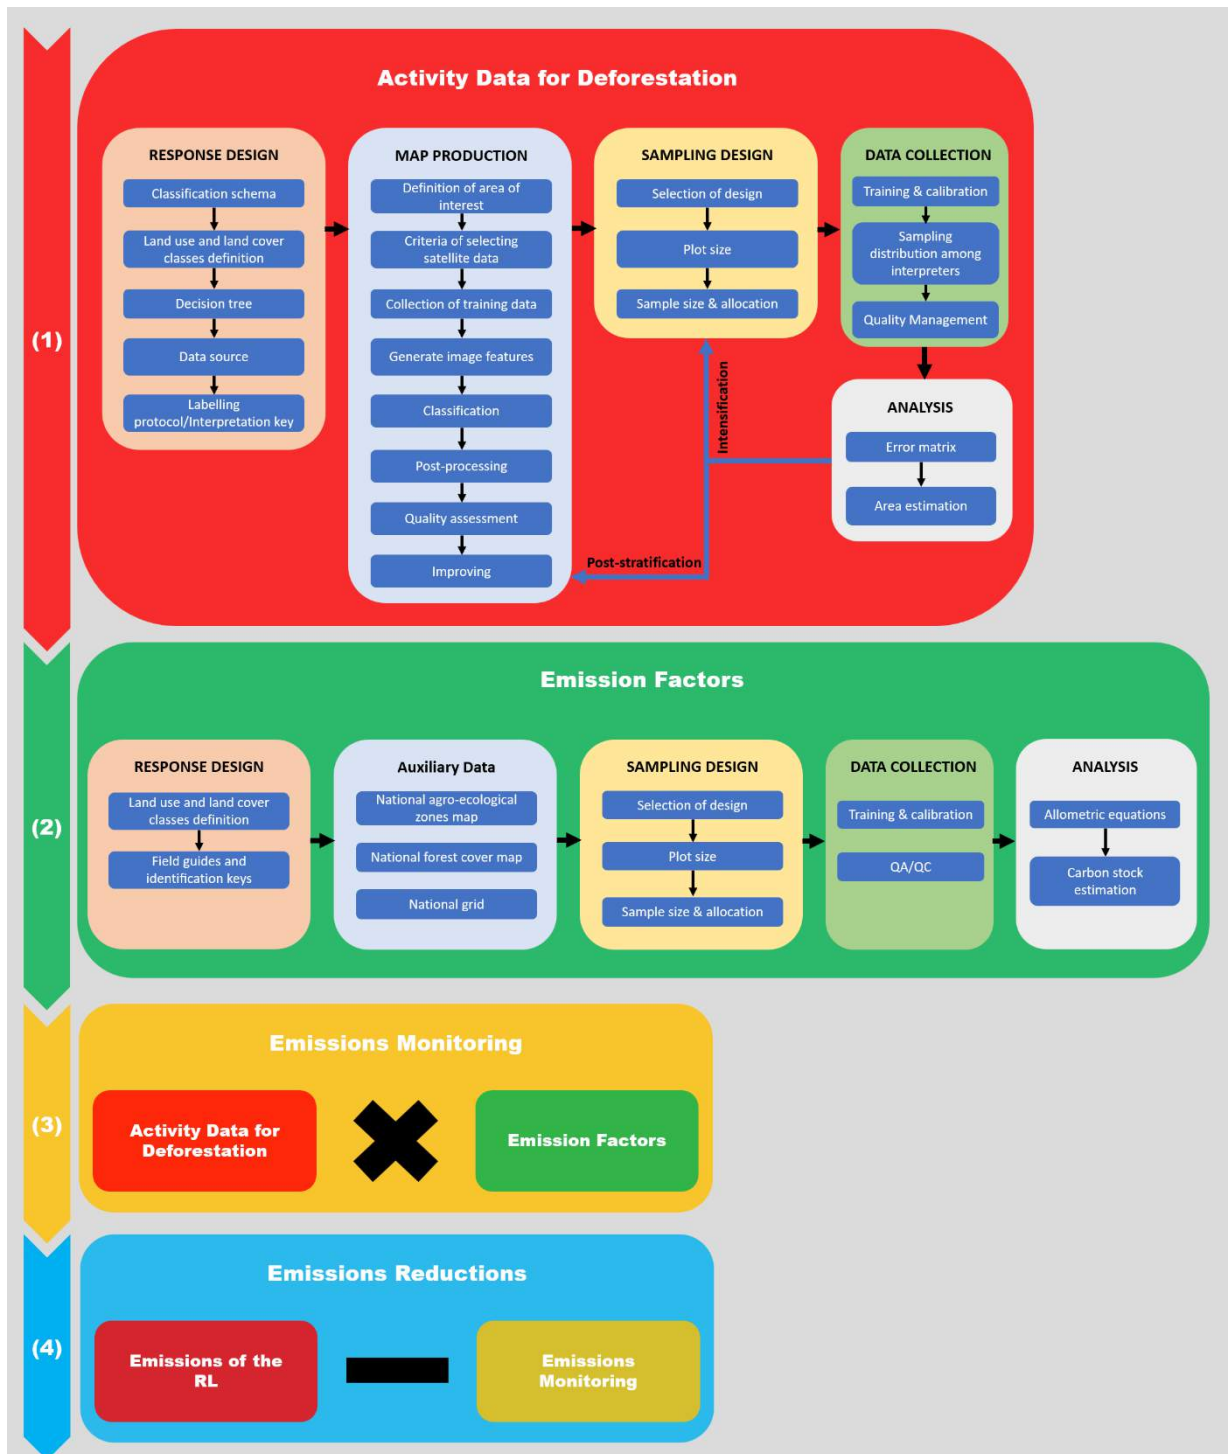 (1)
Activity Data for Deforestation
RESPONSE DESIGN
Classification schema
Land use and land cover
classes definition
Decision tree
Data source
Labelling
protocol/Interpretation key
MAP PRODUCTION
Definition of area of
interest
Criteria of selecting
satellite data
Collection of training data
Generate image features
Classification
Post-processing
Quality assessment
Improving
SAMPLING DESIGN
Selection of design
Plot size
Sample size & allocation
DATA COLLECTION
Training & calibration
Sampling
distribution among
interpreters
Quality Management
ANALYSIS
Error matrix
Area estimation
Intensification
Post-stratification
(2)
Emission Factors
RESPONSE DESIGN
Land use and land cover
classes definition
Field guides and
identification keys
Auxiliary Data
National agro-ecological
zones map
National forest cover map
National grid
SAMPLING DESIGN
Selection of design
Plot size
Sample size & allocation
DATA COLLECTION
Training & calibration
QA/QC
ANALYSIS
Allometric equations
Carbon stock
estimation
(3)
Emissions Monitoring
Activity Data for
Deforestation
Emission Factors
(4)
Emissions Reductions
Emissions of the
RL
Emissions
Monitoring